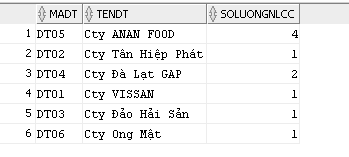 MADT TENDT SOLUONGNLCC
1 DT05 Cty ANAN FOOD 4
2 DT02 Cty Tân Hiệp Phát 1
3 DT04 Cty Đà Lạt GAP 2
4 DT01 Cty VISSAN 1
5 DT03 Cty Đảo Hải Sản 1
6 DT06 Cty Ong Mật 1